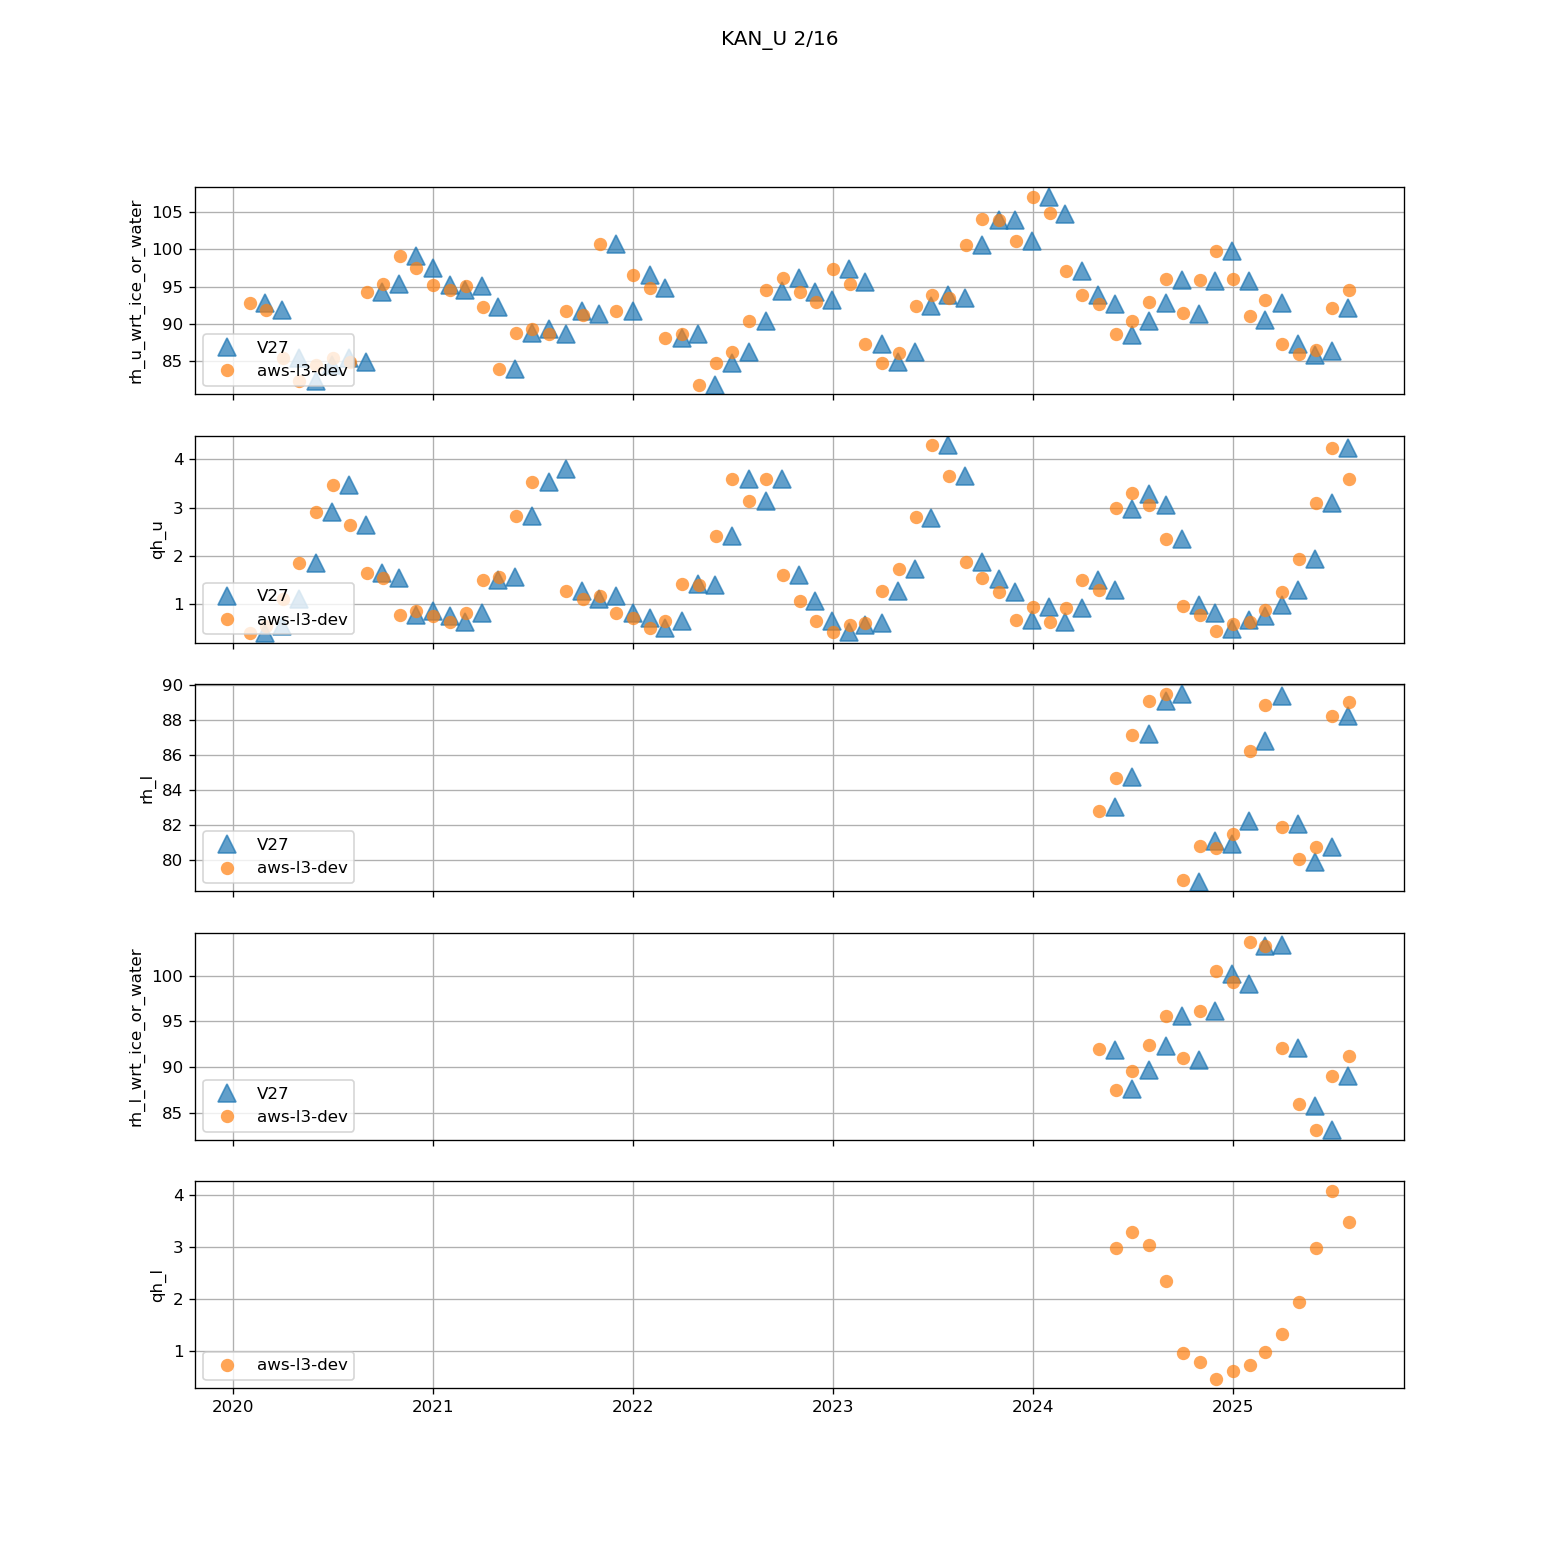 KAN_U 2/16
rh_u_wrt_ice_or_water
105
100
95
90
85
V27
aws-l3-dev
qh_u
4
3
2
1
V27
aws-l3-dev
rh_l
90
88
86
84
82
80
V27
aws-l3-dev
rh_l_wrt_ice_or_water
100
95
90
85
V27
aws-l3-dev
qh_l
4
3
2
1
aws-l3-dev
2020 2021 2022 2023 2024 2025